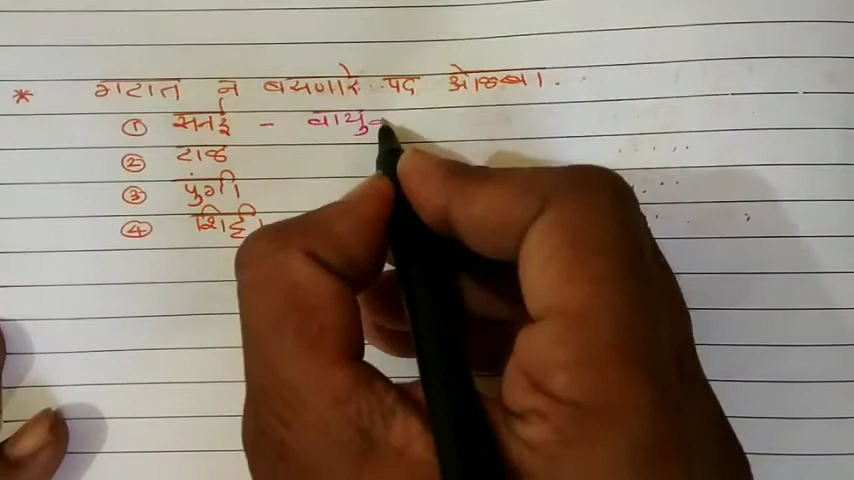 * गटात न बसणारे पद ओळखा.
① सनई - वायु
② टाळ
③ पुंगी
④ शिट्टी